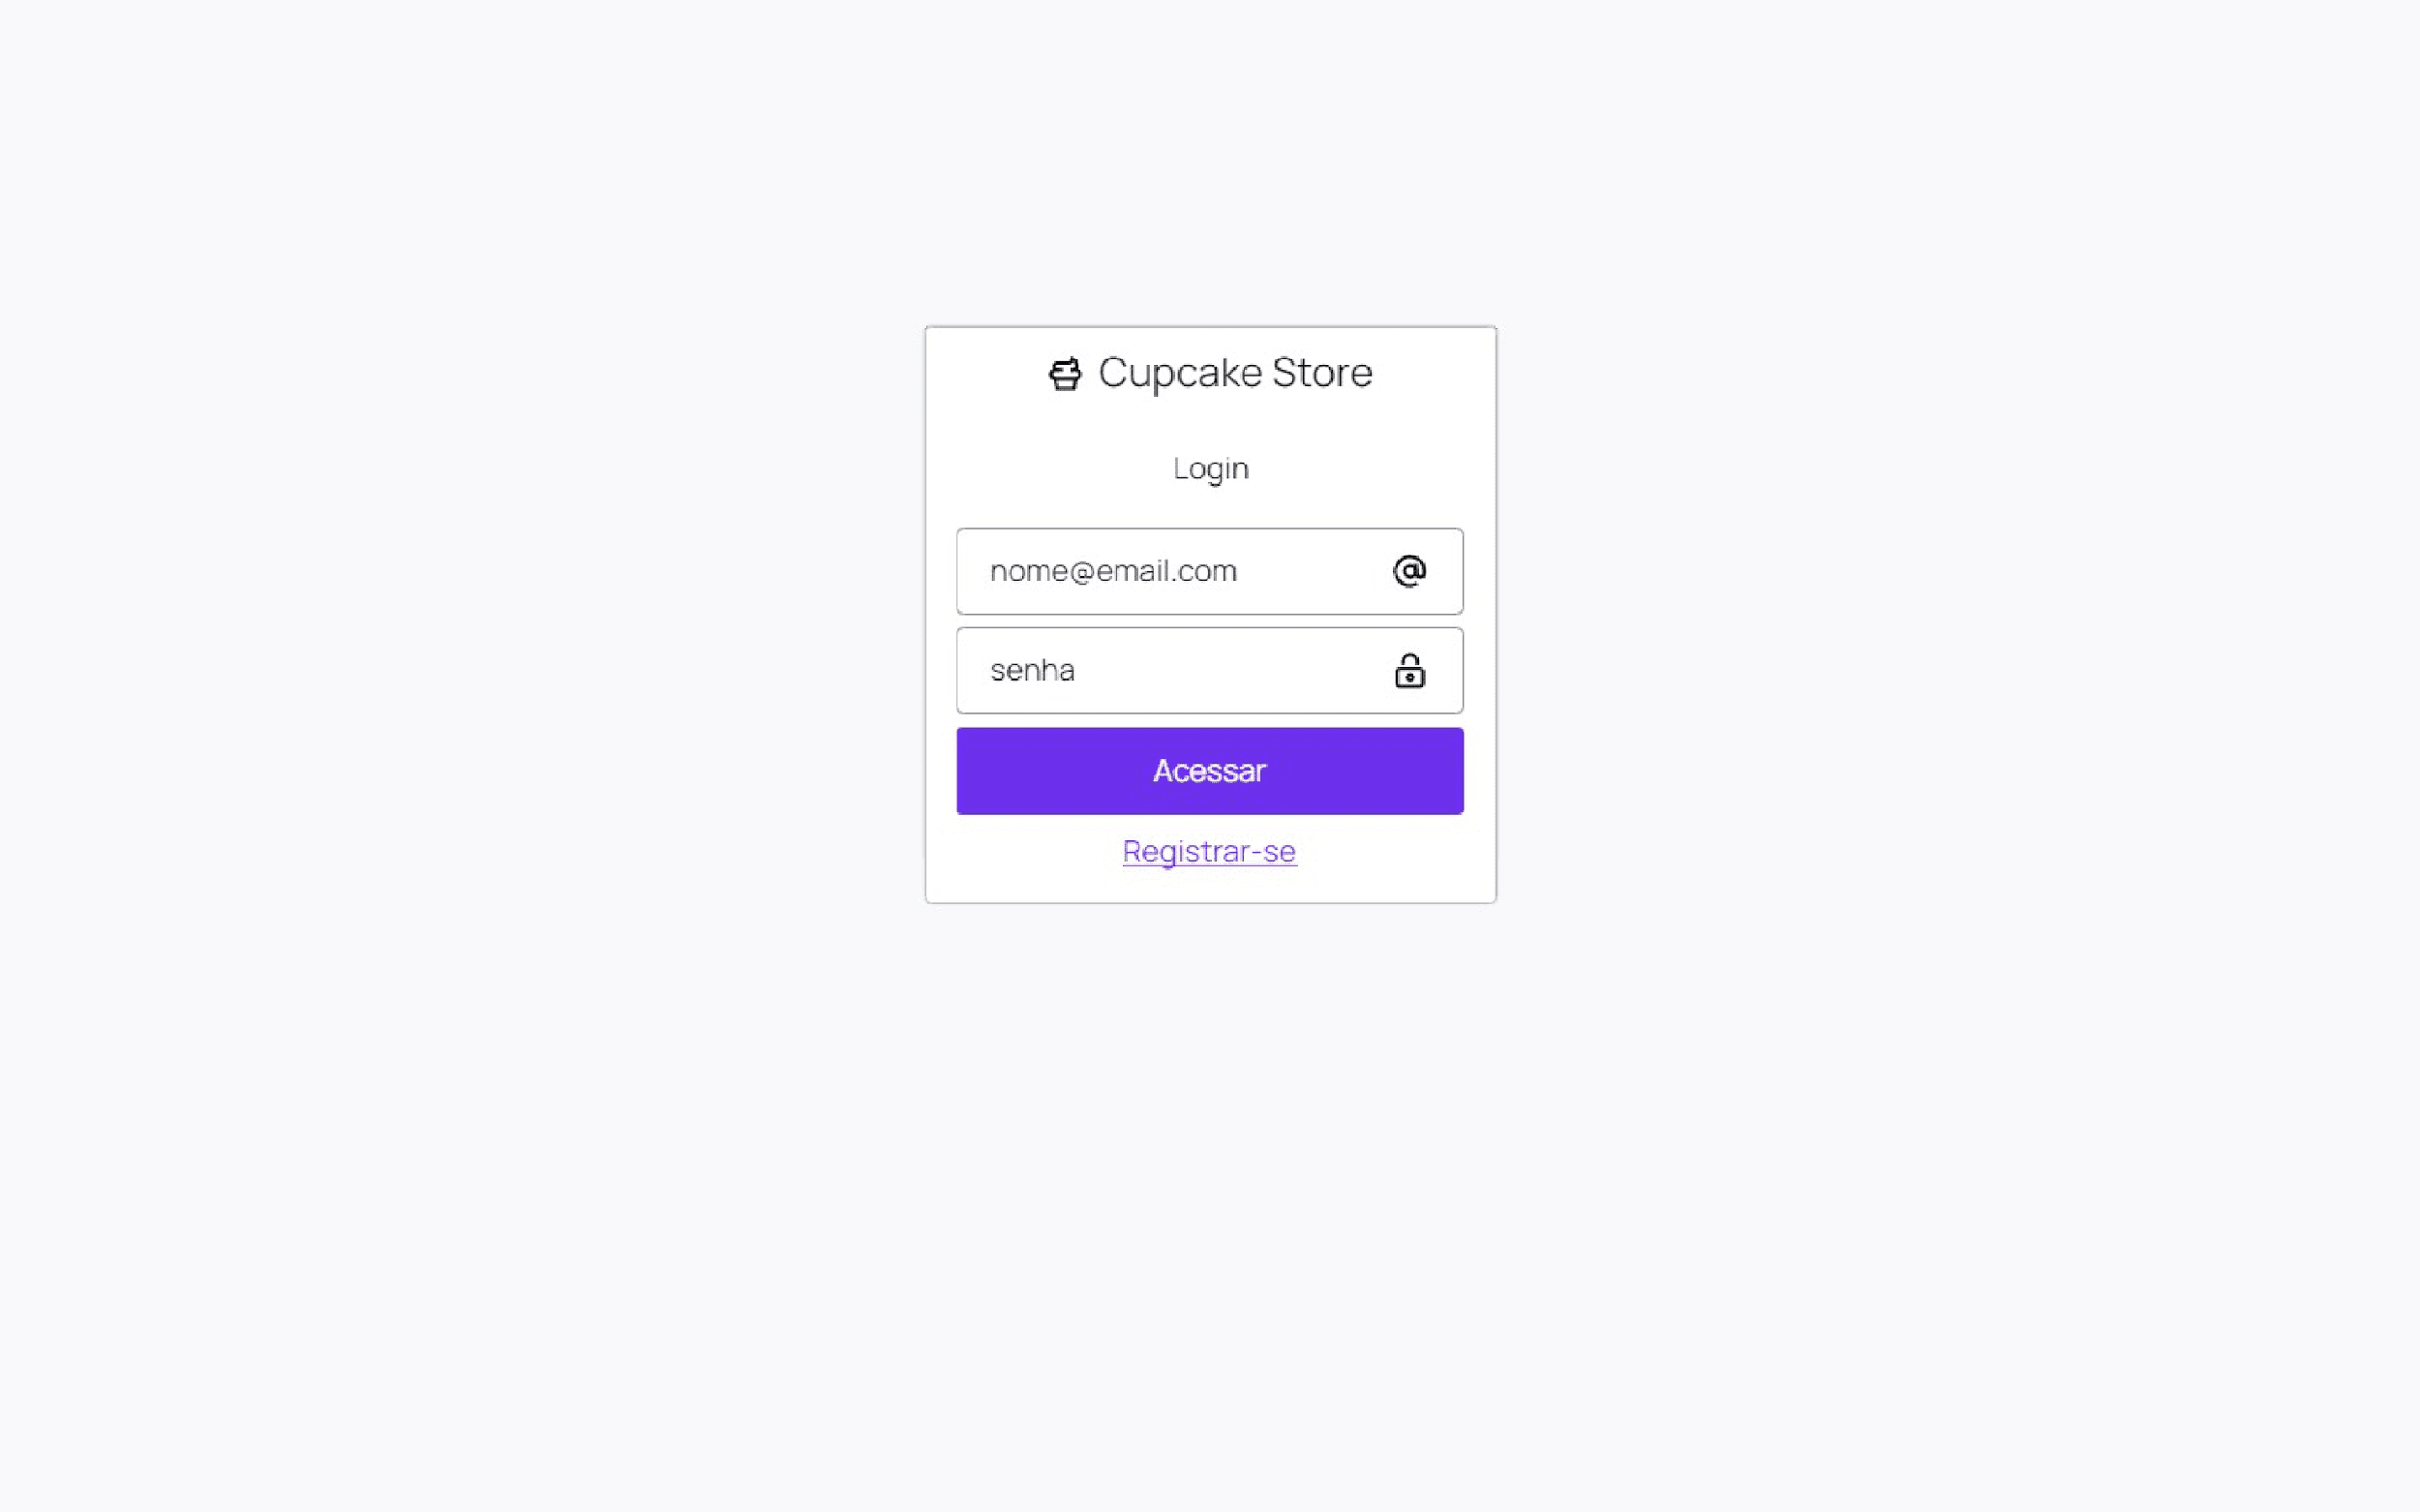 Cupcake Store
Login
nome@email.com
senha
Acessar
Registrar-se